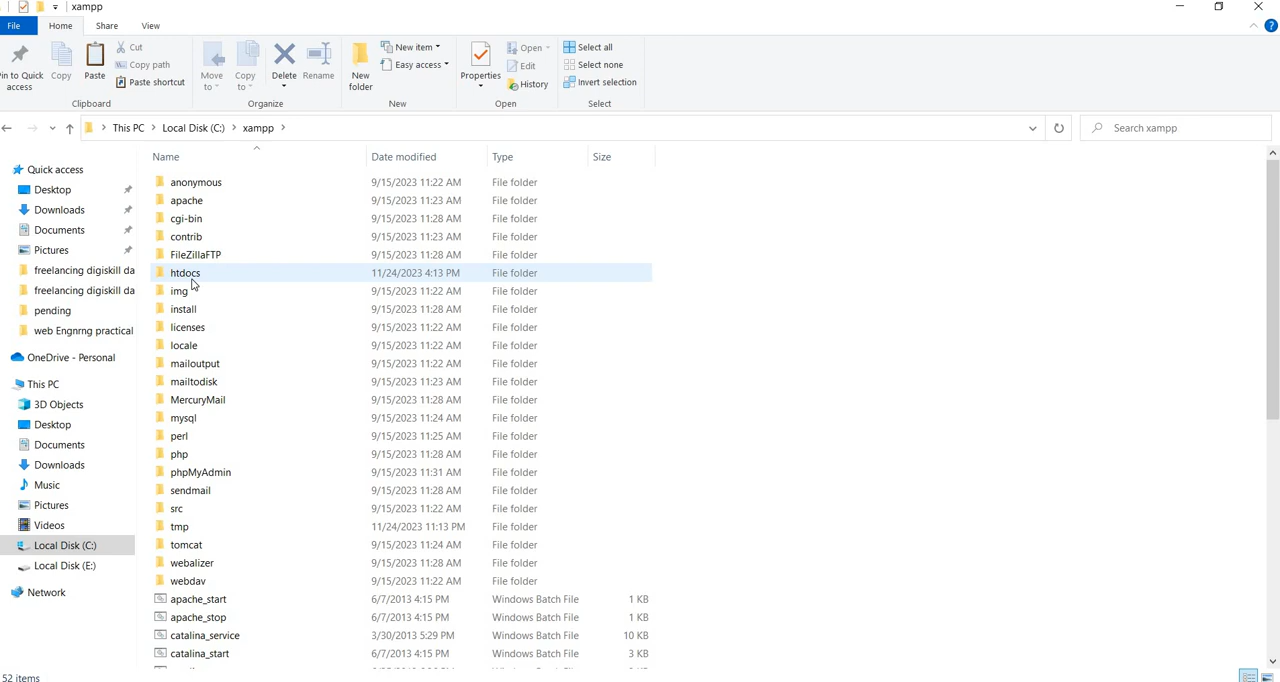 xampp
File Home Share View
Pin to Quick access
Copy
Paste
Cut
Copy path
Paste shortcut
Clipboard
Move to
Copy to
Delete
Rename
Organize
New folder
New item
Easy access
New
Properties
Open
Edit
History
Open
Select all
Select none
Invert selection
Select
This PC > Local Disk (C:) > xampp >
Search xampp
Quick access
Desktop
Downloads
Documents
Pictures
freelancing digiskill da
freelancing digiskill da
pending
web Engnrng practical
OneDrive - Personal
This PC
3D Objects
Desktop
Documents
Downloads
Music
Pictures
Videos
Local Disk (C:)
Local Disk (E:)
Network
Name Date modified Type Size
anonymous 9/15/2023 11:22 AM File folder
apache 9/15/2023 11:23 AM File folder
cgi-bin 9/15/2023 11:28 AM File folder
contrib 9/15/2023 11:23 AM File folder
FileZillaFTP 9/15/2023 11:28 AM File folder
htdocs 11/24/2023 4:13 PM File folder
img 9/15/2023 11:22 AM File folder
install 9/15/2023 11:28 AM File folder
licenses 9/15/2023 11:22 AM File folder
locale 9/15/2023 11:22 AM File folder
mailoutput 9/15/2023 11:22 AM File folder
mailtodisk 9/15/2023 11:23 AM File folder
MercuryMail 9/15/2023 11:28 AM File folder
mysql 9/15/2023 11:24 AM File folder
perl 9/15/2023 11:25 AM File folder
php 9/15/2023 11:28 AM File folder
phpMyAdmin 9/15/2023 11:31 AM File folder
sendmail 9/15/2023 11:28 AM File folder
src 9/15/2023 11:22 AM File folder
tmp 11/24/2023 11:13 PM File folder
tomcat 9/15/2023 11:24 AM File folder
webalizer 9/15/2023 11:28 AM File folder
webdav 9/15/2023 11:22 AM File folder
apache_start 6/7/2013 4:15 PM Windows Batch File 1 KB
apache_stop 6/7/2013 4:15 PM Windows Batch File 1 KB
catalina_service 3/30/2013 5:29 PM Windows Batch File 10 KB
catalina_start 6/7/2013 4:15 PM Windows Batch File 3 KB
52 items